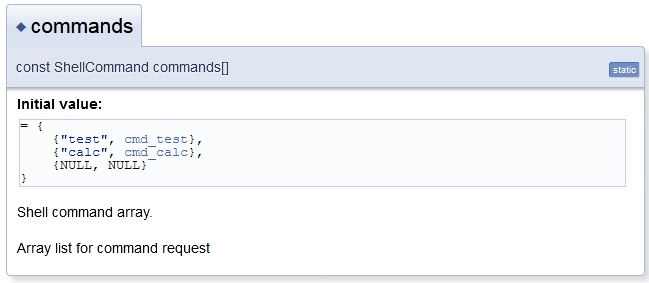 commands
const ShellCommand commands[]
static
Initial value:
= {
    {"test", cmd_test},
    {"calc", cmd_calc},
    {NULL, NULL}
}
Shell command array.
Array list for command request